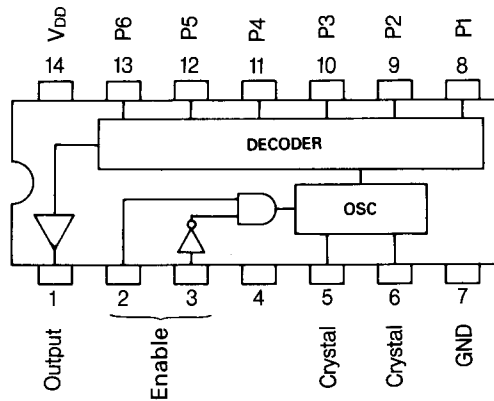 VDD P6 P5 P4 P3 P2 P1
14 13 12 11 10 9 8
DECODER
OSC
1 2 3 4 5 6 7
Output Enable Crystal Crystal GND